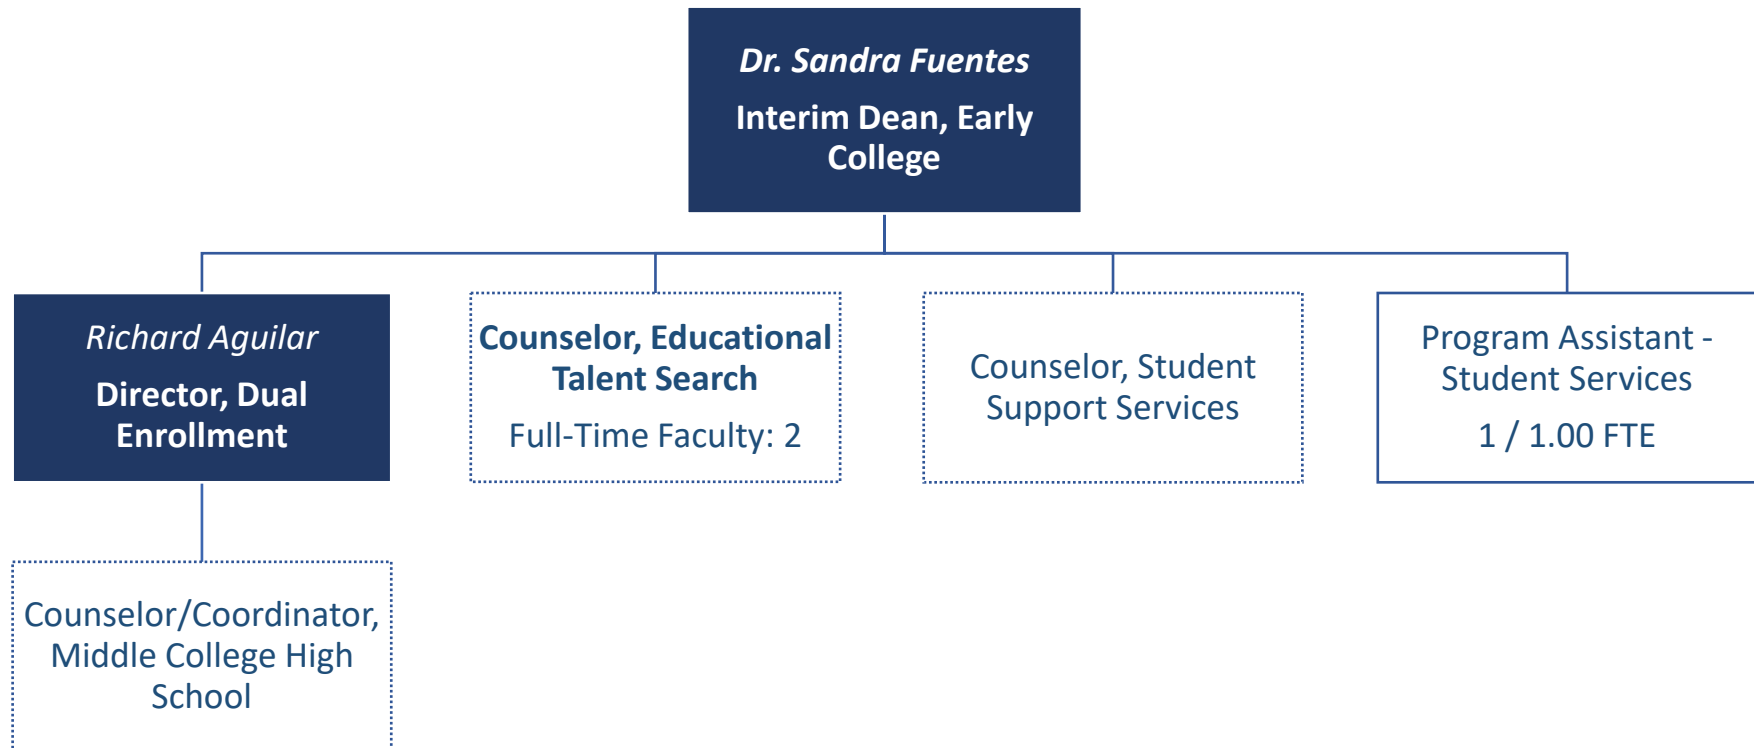 Dr. Sandra Fuentes
Interim Dean, Early
College
Richard Aguilar
Director, Dual
Enrollment
Counselor, Educational
Talent Search
Full-Time Faculty: 2
Counselor, Student
Support Services
Program Assistant -
Student Services
1 / 1.00 FTE
Counselor/Coordinator,
Middle College High
School